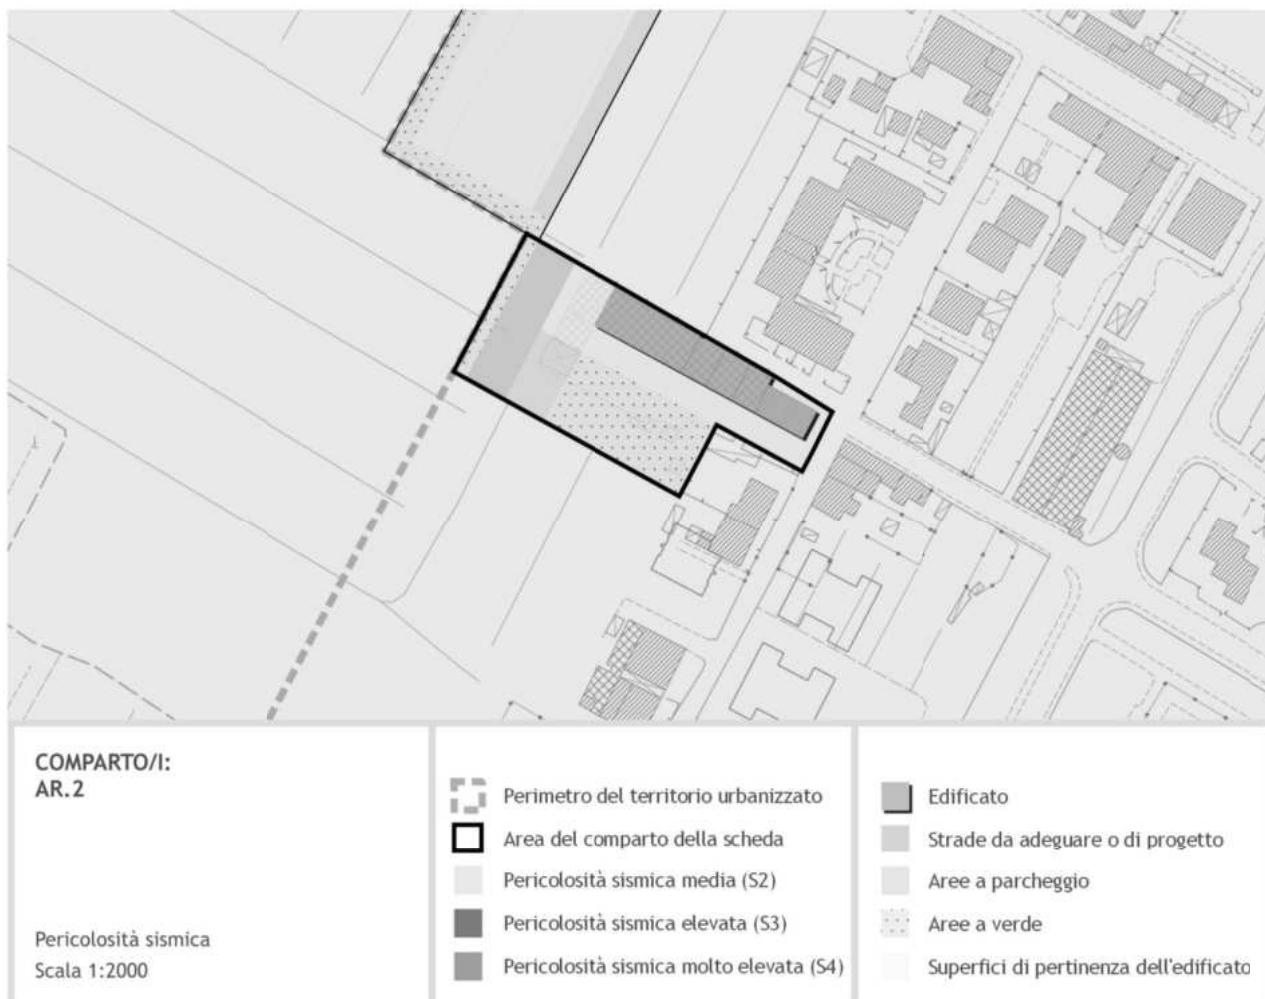 COMPARTO/I:
AR.2
Pericolosità sismica
Scala 1:2000
Perimetro del territorio urbanizzato
Area del comparto della scheda
Pericolosità sismica media (S2)
Pericolosità sismica elevata (S3)
Pericolosità sismica molto elevata (S4)
Edificato
Strade da adeguare o di progetto
Aree a parcheggio
Aree a verde
Superfici di pertinenza dell'edificato